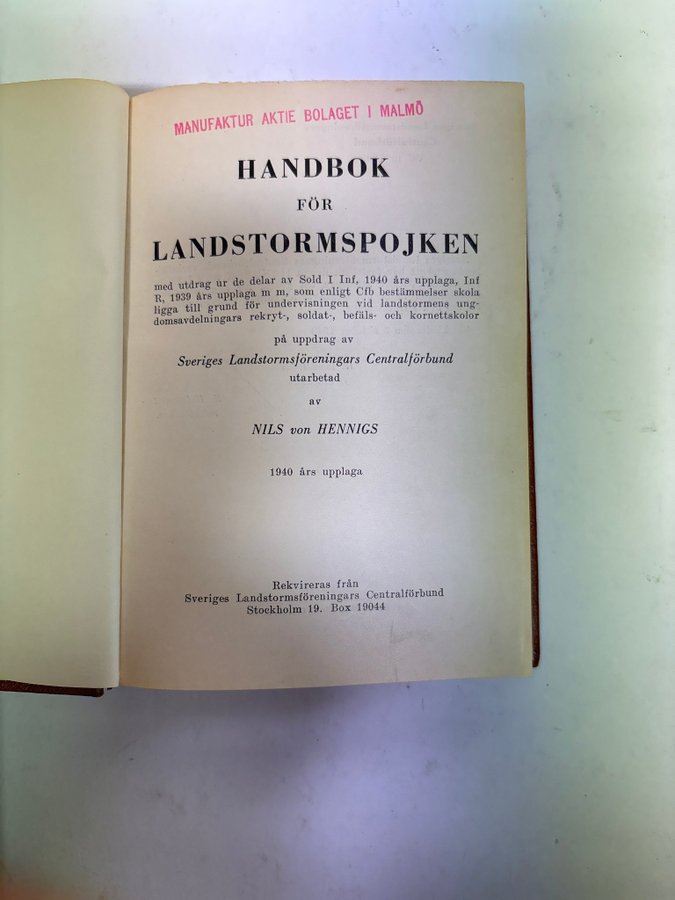 MANUFAKTUR AKTIE BOLAGET I MALMÖ
HANDBOK
FÖR
LANDSTORMSPOJKEN
med utdrag ur de delar av Sold I Inf, 1940 års upplaga, Inf
R, 1939 års upplaga m m, som enligt Cfb bestämmelser skola
ligga till grund för undervisningen vid landstormens ung-
domsavdelningars rekryt-, soldat-, befäls- och kornettskolor
på uppdrag av
Sveriges Landstormsföreningars Centralförbund
utarbetad
av
NILS von HENNIGS
1940 års upplaga
Rekvireras från
Sveriges Landstormsföreningars Centralförbund
Stockholm 19. Box 19044